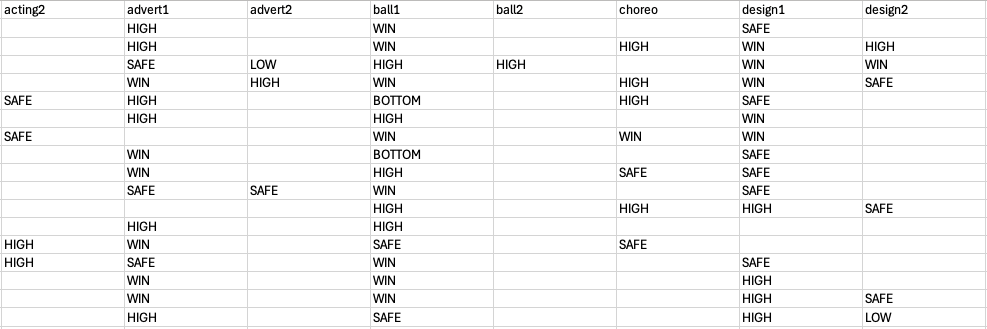 acting2 advert1 advert2 ball1 ball2 choreo design1 design2
HIGH WIN SAFE
HIGH WIN HIGH WIN HIGH
SAFE LOW HIGH HIGH WIN WIN
WIN HIGH WIN HIGH WIN SAFE
SAFE HIGH BOTTOM HIGH SAFE
HIGH HIGH WIN
SAFE WIN WIN WIN
WIN BOTTOM SAFE
WIN HIGH SAFE SAFE
SAFE SAFE WIN SAFE
HIGH HIGH HIGH SAFE
HIGH HIGH
HIGH WIN SAFE SAFE
HIGH SAFE WIN SAFE
WIN WIN HIGH
WIN WIN HIGH SAFE
HIGH SAFE HIGH LOW